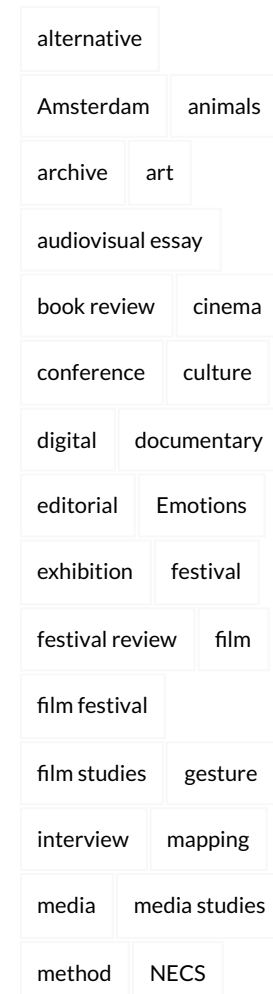 alternative
Amsterdam animals
archive art
audiovisual essay
book review cinema
conference culture
digital documentary
editorial Emotions
exhibition festival
festival review film
film festival
film studies gesture
interview mapping
media media studies
method NECS